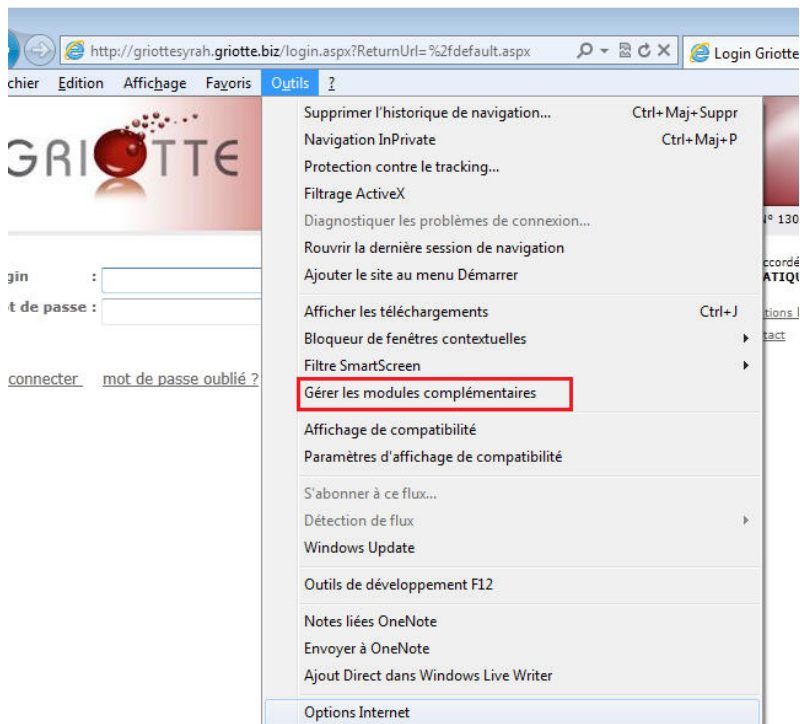 http://griottesyrah.griotte.biz/login.aspx?ReturnUrl=%2fdefault.aspx
Login Griotte
chier Edition Affichage Favoris Outils ?
GRIOTTE
Supprimer l'historique de navigation... Ctrl+Maj+Suppr
Navigation InPrivate Ctrl+Maj+P
Protection contre le tracking...
Filtrage ActiveX
Diagnostiquer les problèmes de connexion...
N° 130
Rouvrir la dernière session de navigation
ccordé
gin :
Ajouter le site au menu Démarrer
ATIQU
t de passe :
Afficher les téléchargements Ctrl+J
tions l
Bloqueur de fenêtres contextuelles
tact
Filtre SmartScreen
connecter mot de passe oublié ?
Gérer les modules complémentaires
Affichage de compatibilité
Paramètres d'affichage de compatibilité
S'abonner à ce flux...
Détection de flux
Windows Update
Outils de développement F12
Notes liées OneNote
Envoyer à OneNote
Ajout Direct dans Windows Live Writer
Options Internet